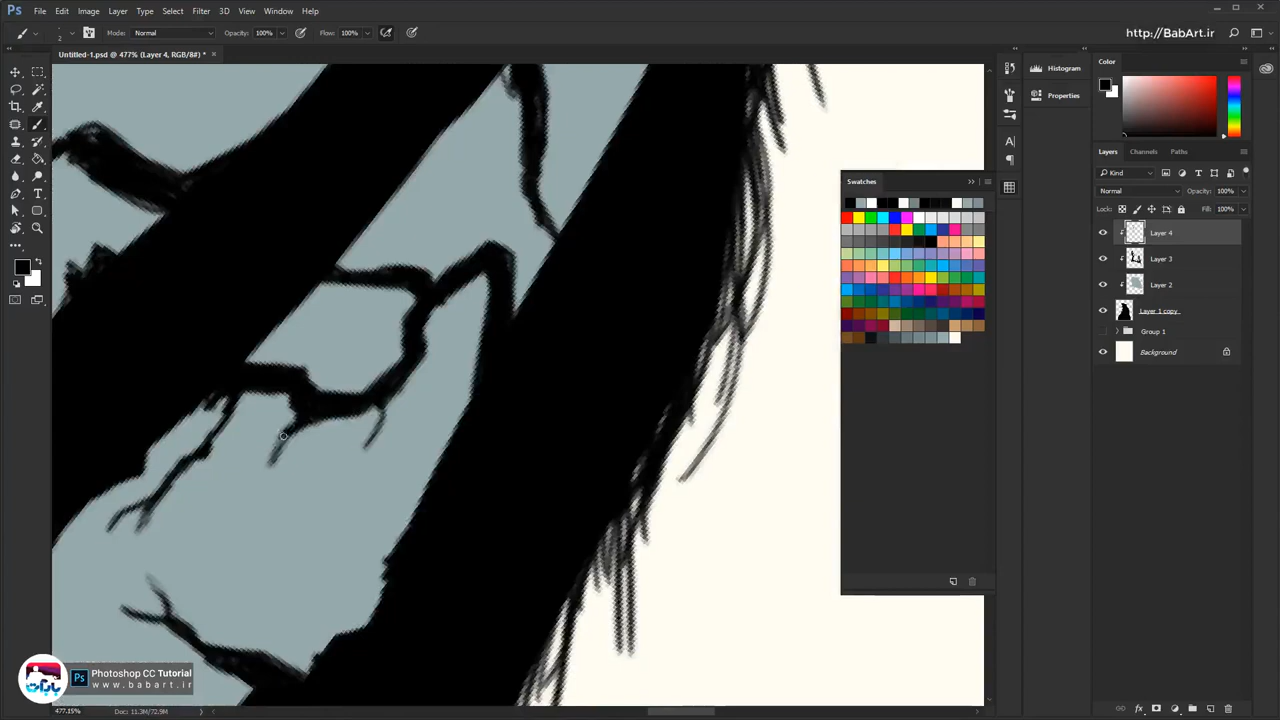 Ps File Edit Image Layer Type Select Filter 3D View Window Help
2 Mode: Normal Opacity: 100% Flow: 100% http://BabArt.ir
Untitled-1.psd @ 477% (Layer 4, RGB/8#) * ×
Color
Histogram
Properties
Layers Channels Paths
Kind
Swatches
Normal Opacity: 100%
Lock: Fill: 100%
Layer 4
Layer 3
Layer 2
Layer 1 copy
Group 1
Background
بابآرت
Ps Photoshop CC Tutorial
www.babart.ir
477.15% Doc: 11.3M/72.9M